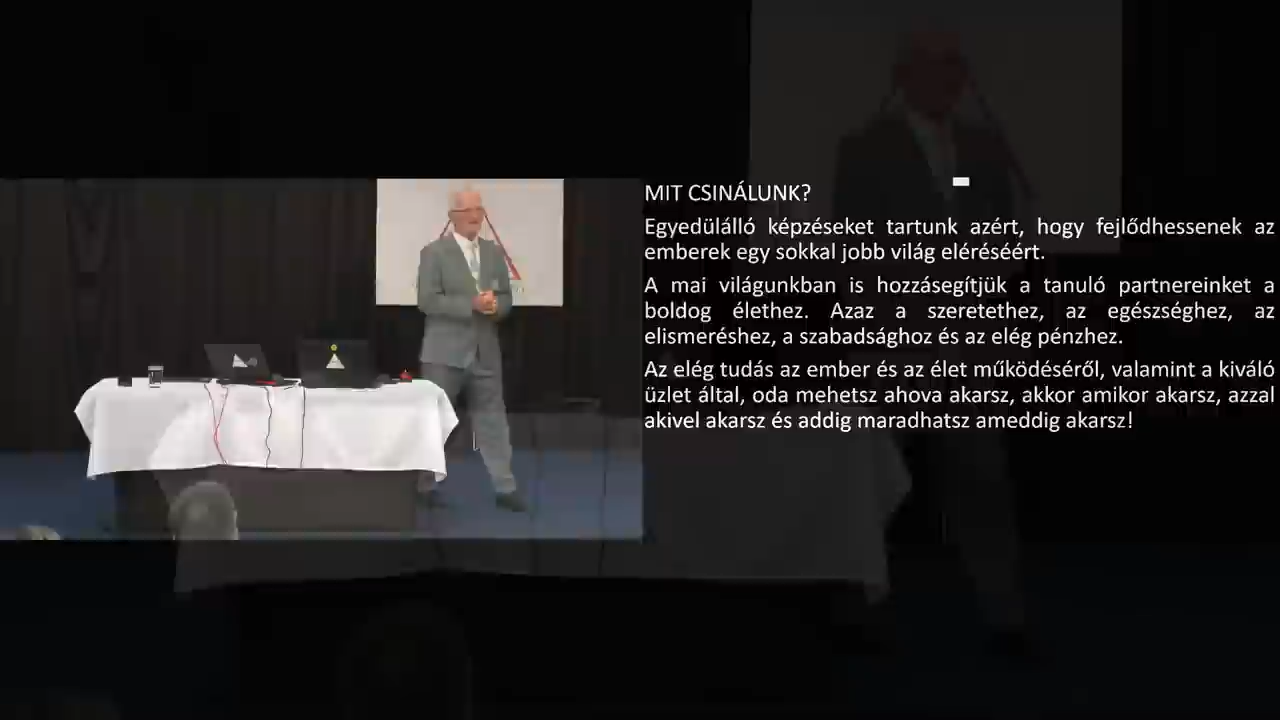 MIT CSINÁLUNK?
Egyedülálló képzéseket tartunk azért, hogy fejlődhessenek az
emberek egy sokkal jobb világ eléréséért.
A mai világunkban is hozzásegítjük a tanuló partnereinket a
boldog élethez. Azaz a szeretethez, az egészséghez, az
elismeréshez, a szabadsághoz és az elég pénzhez.
Az elég tudás az ember és az élet működéséről, valamint a kiváló
üzlet által, oda mehetsz ahova akarsz, akkor amikor akarsz, azzal
akivel akarsz és addig maradhatsz ameddig akarsz!